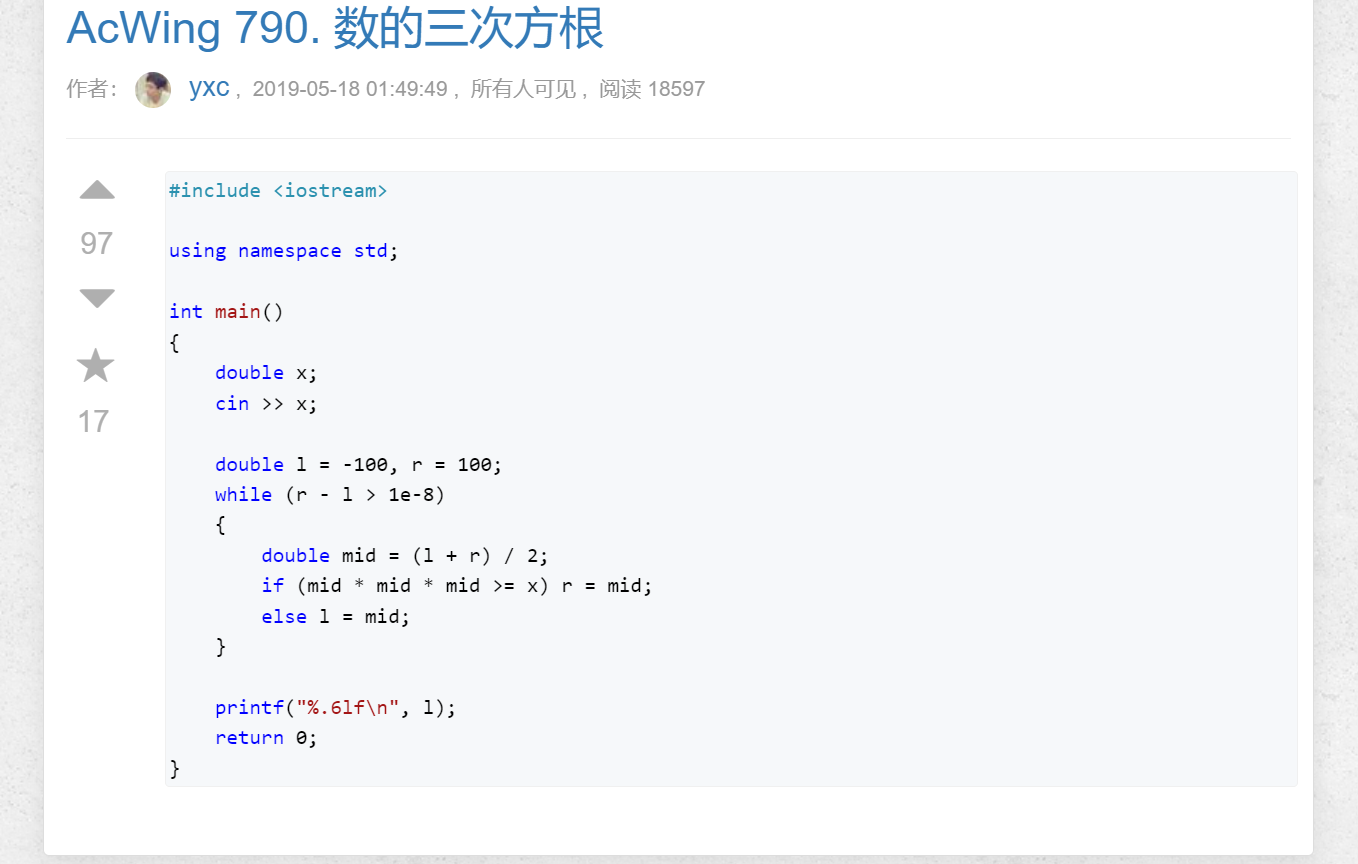 AcWing 790. 数的三次方根
作者： yxc ,  2019-05-18 01:49:49 ,  所有人可见 ,  阅读 18597
97
17
#include <iostream>
using namespace std;
int main()
{
    double x;
    cin >> x;
    double l = -100, r = 100;
    while (r - l > 1e-8)
    {
        double mid = (l + r) / 2;
        if (mid * mid * mid >= x) r = mid;
        else l = mid;
    }
    printf("%.6lf\n", l);
    return 0;
}